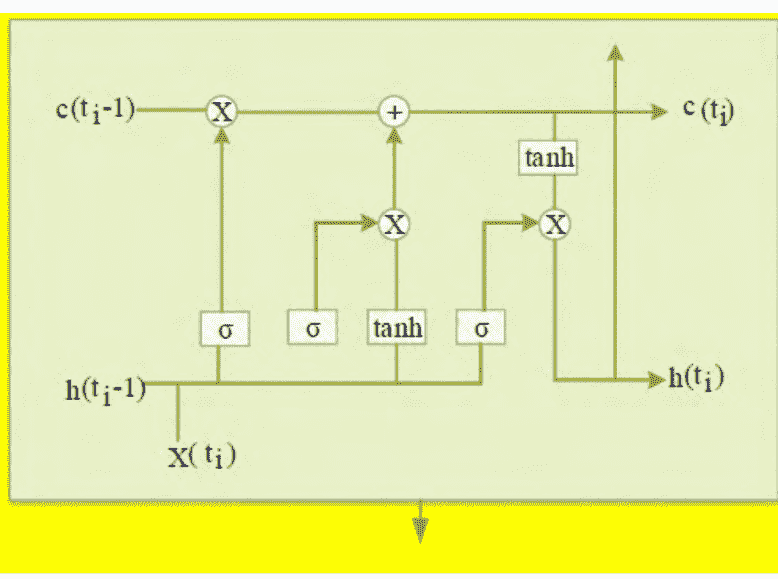 c(ti-1) X + c(ti)
tanh
X X
σ σ tanh σ
h(ti-1) h(ti)
X(ti)